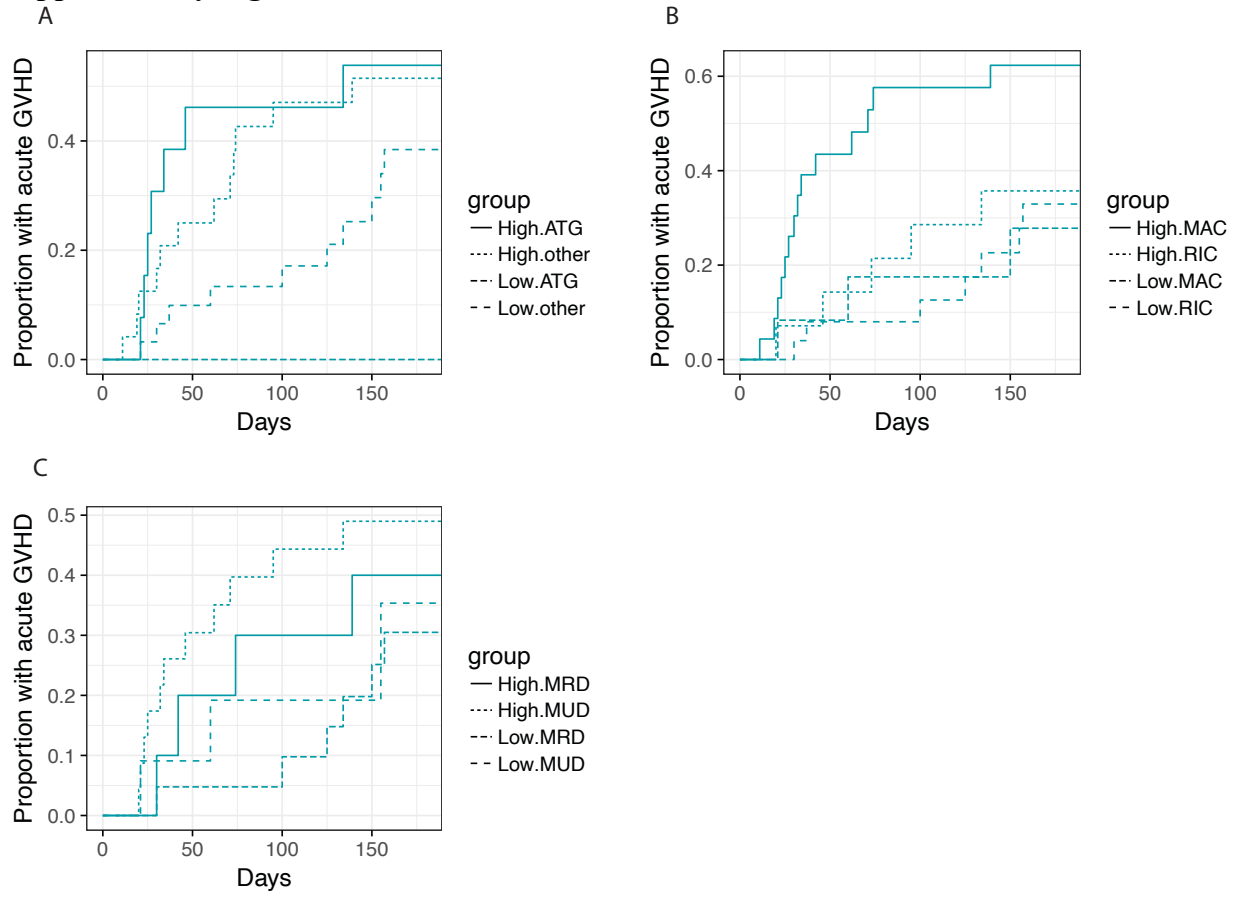 A
Proportion with acute GVHD
0.4
0.2
0.0
0 50 100 150
Days
group
High.ATG
High.other
Low.ATG
Low.other
B
Proportion with acute GVHD
0.6
0.4
0.2
0.0
0 50 100 150
Days
group
High.MAC
High.RIC
Low.MAC
Low.RIC
C
Proportion with acute GVHD
0.5
0.4
0.3
0.2
0.1
0.0
0 50 100 150
Days
group
High.MRD
High.MUD
Low.MRD
Low.MUD